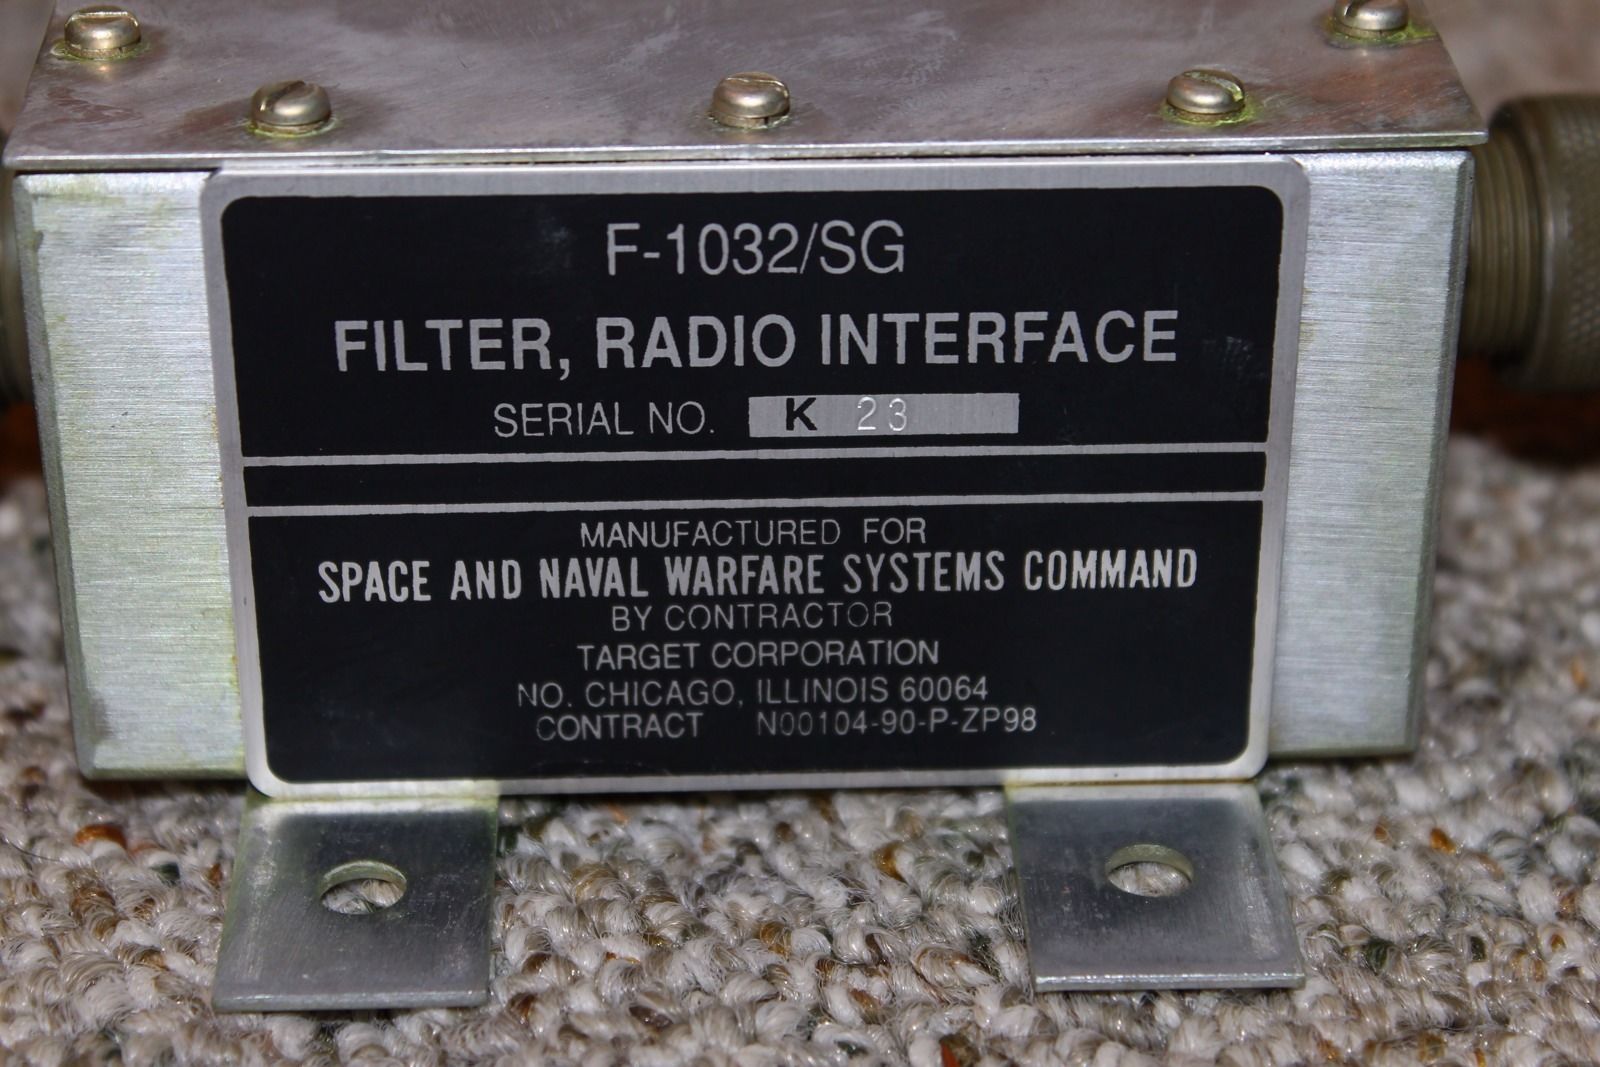 F-1032/SG
FILTER, RADIO INTERFACE
SERIAL NO. K 23
MANUFACTURED FOR
SPACE AND NAVAL WARFARE SYSTEMS COMMAND
BY CONTRACTOR
TARGET CORPORATION
NO. CHICAGO, ILLINOIS 60064
CONTRACT N00104-90-P-ZP98